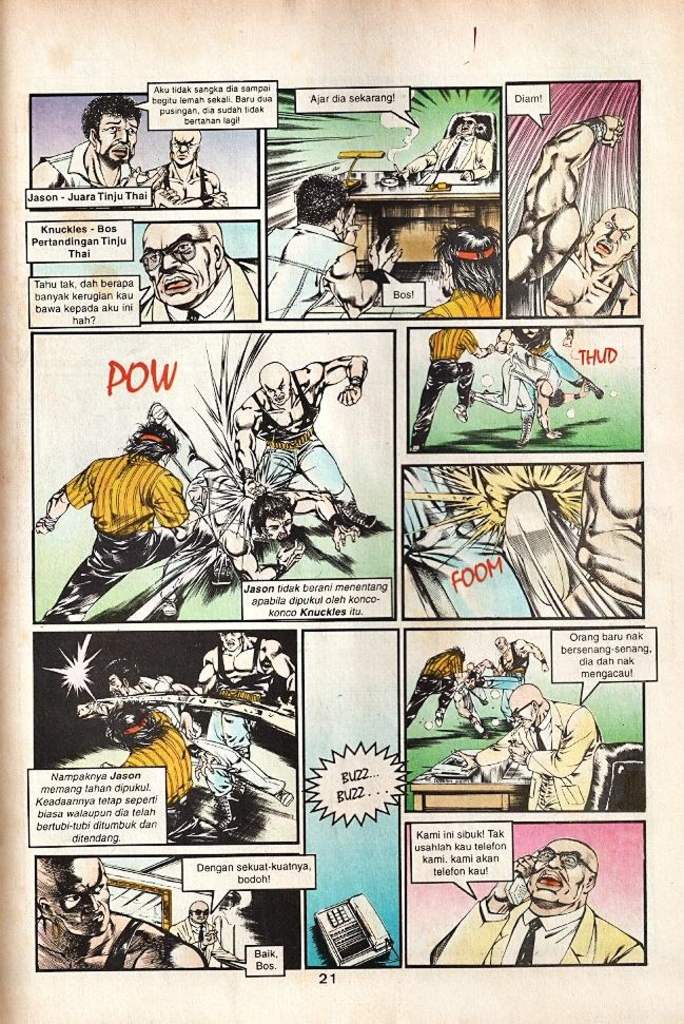 Aku tidak sangka dia sampai
begitu lemah sekali. Baru dua
pusingan, dia sudah tidak
bertahan lagi!
Jason - Juara Tinju Thai
Knuckles - Bos
Pertandingan Tinju
Thai
Tahu tak, dah berapa
banyak kerugian kau
bawa kepada aku ini
hah?
Ajar dia sekarang!
Bos!
Diam!
POW
Jason tidak berani menentang
apabila dipukul oleh konco-
konco Knuckles itu.
THUD
FOOM
Nampaknya Jason
memang tahan dipukul.
Keadaannya tetap seperti
biasa walaupun dia telah
bertubi-tubi ditumbuk dan
ditendang.
Dengan sekuat-kuatnya,
bodoh!
Baik,
Bos.
BUZZ...
BUZZ...
Orang baru nak
bersenang-senang,
dia dah nak
mengacau!
Kami ini sibuk! Tak
usahlah kau telefon
kami. kami akan
telefon kau!
21